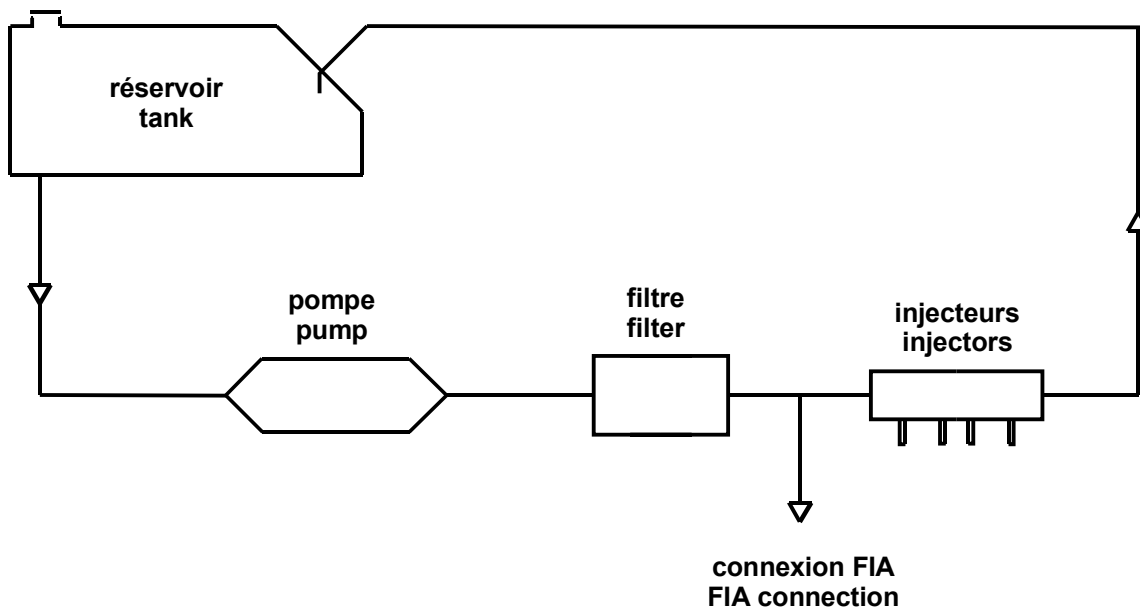 réservoir
tank
pompe
pump
filtre
filter
injecteurs
injectors
connexion FIA
FIA connection